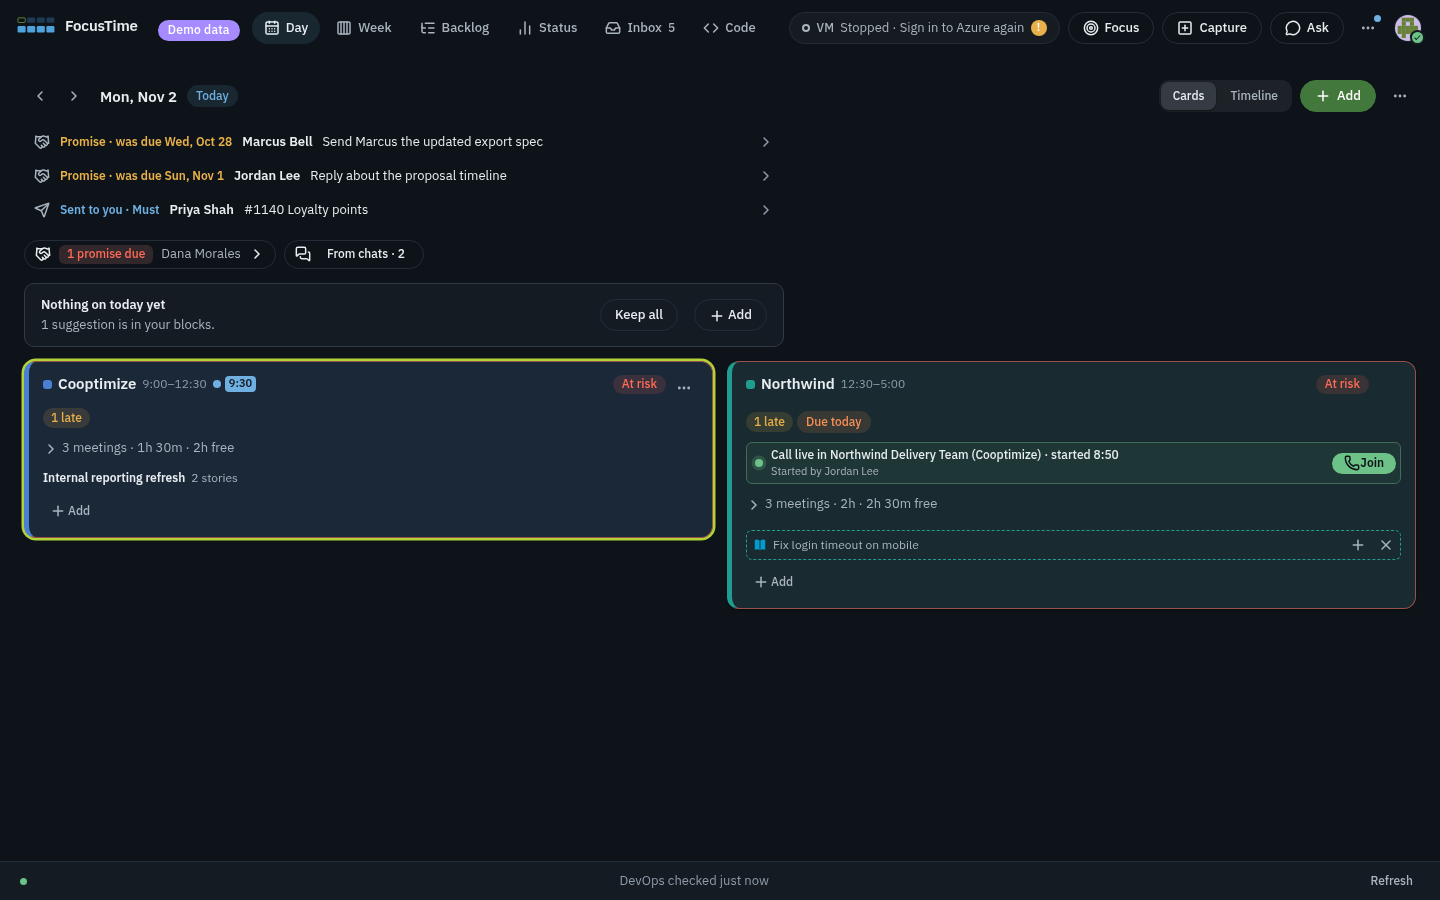 FocusTime
Demo data
Day
Week
Backlog
Status
Inbox 5
Code
VM Stopped · Sign in to Azure again !
Focus
Capture
Ask
Mon, Nov 2 Today
Cards Timeline
+ Add
Promise · was due Wed, Oct 28 Marcus Bell Send Marcus the updated export spec
Promise · was due Sun, Nov 1 Jordan Lee Reply about the proposal timeline
Sent to you · Must Priya Shah #1140 Loyalty points
1 promise due Dana Morales
From chats · 2
Nothing on today yet
1 suggestion is in your blocks.
Keep all
+ Add
Cooptimize 9:00–12:30 9:30 At risk
1 late
3 meetings · 1h 30m · 2h free
Internal reporting refresh 2 stories
+ Add
Northwind 12:30–5:00 At risk
1 late Due today
Call live in Northwind Delivery Team (Cooptimize) · started 8:50
Started by Jordan Lee
Join
3 meetings · 2h · 2h 30m free
Fix login timeout on mobile
+ Add
DevOps checked just now
Refresh